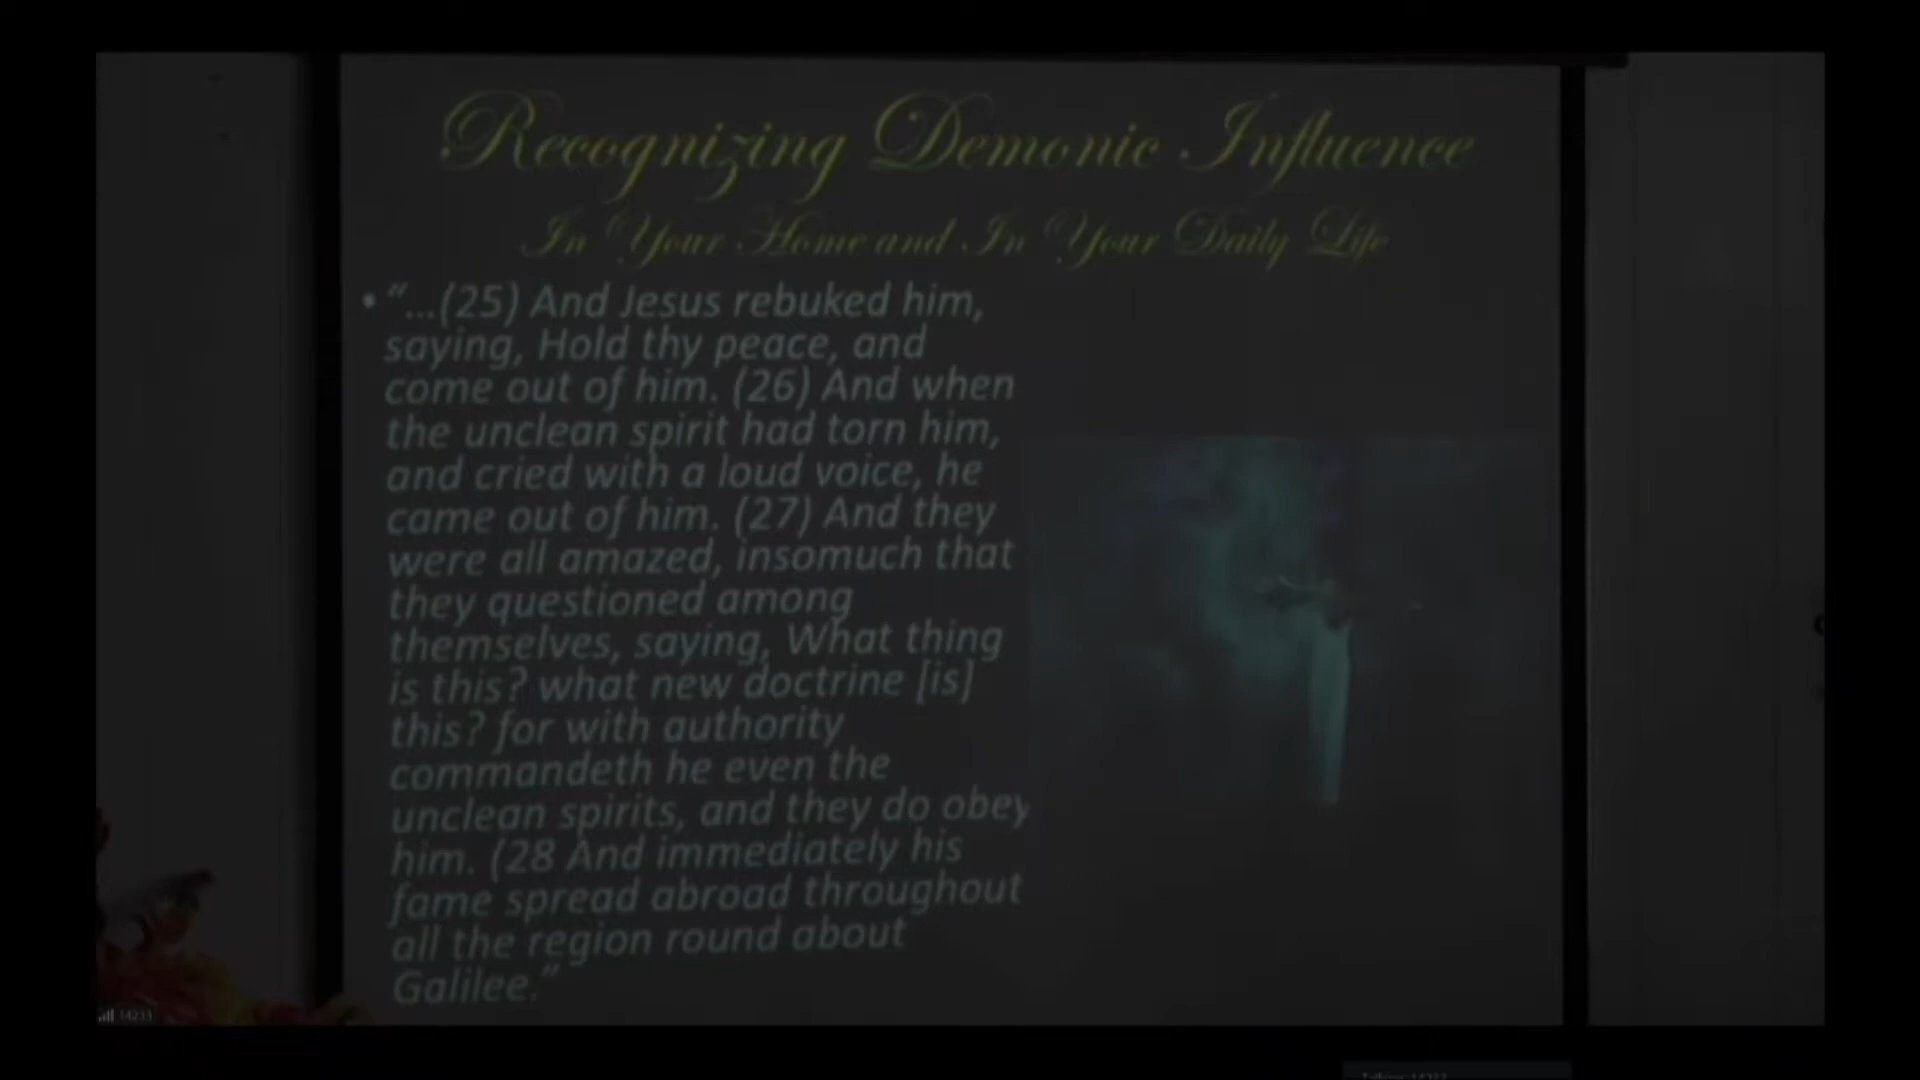 Recognizing Demonic Influence
In Your Home and In Your Daily Life
• "...(25) And Jesus rebuked him,
saying, Hold thy peace, and
come out of him. (26) And when
the unclean spirit had torn him,
and cried with a loud voice, he
came out of him. (27) And they
were all amazed, insomuch that
they questioned among
themselves, saying, What thing
is this? what new doctrine [is]
this? for with authority
commandeth he even the
unclean spirits, and they do obey
him. (28 And immediately his
fame spread abroad throughout
all the region round about
Galilee."
14233